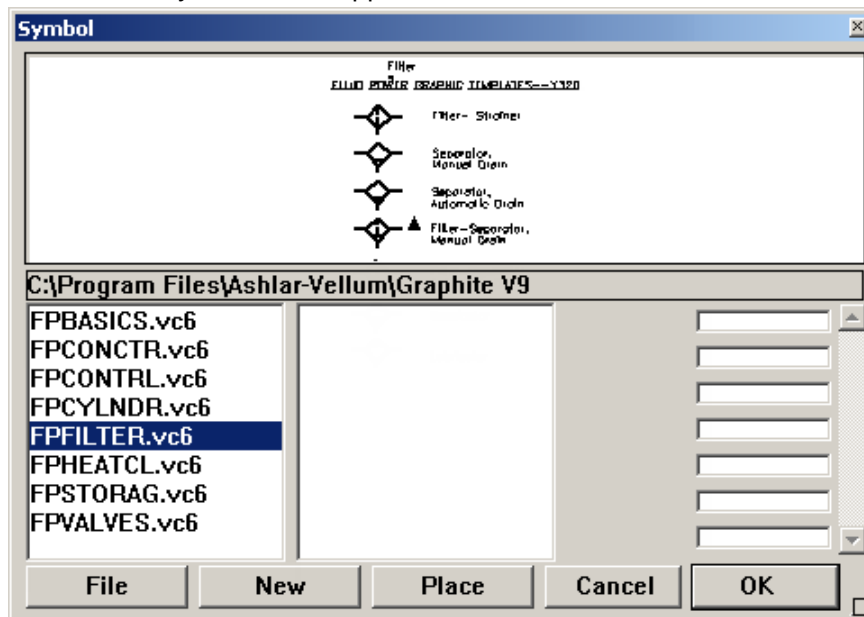 Symbol
Filter
FLUID POWER GRAPHIC TEMPLATES--Y320
Filter- Strainer
Separator,
Manual Drain
Separator,
Automatic Drain
Filter-Separator,
Manual Drain
C:\Program Files\Ashlar-Vellum\Graphite V9
FPBASICS.vc6
FPCONCTR.vc6
FPCONTRL.vc6
FPCYLNDR.vc6
FPFILTER.vc6
FPHEATCL.vc6
FPSTORAG.vc6
FPVALVES.vc6
File New Place Cancel OK